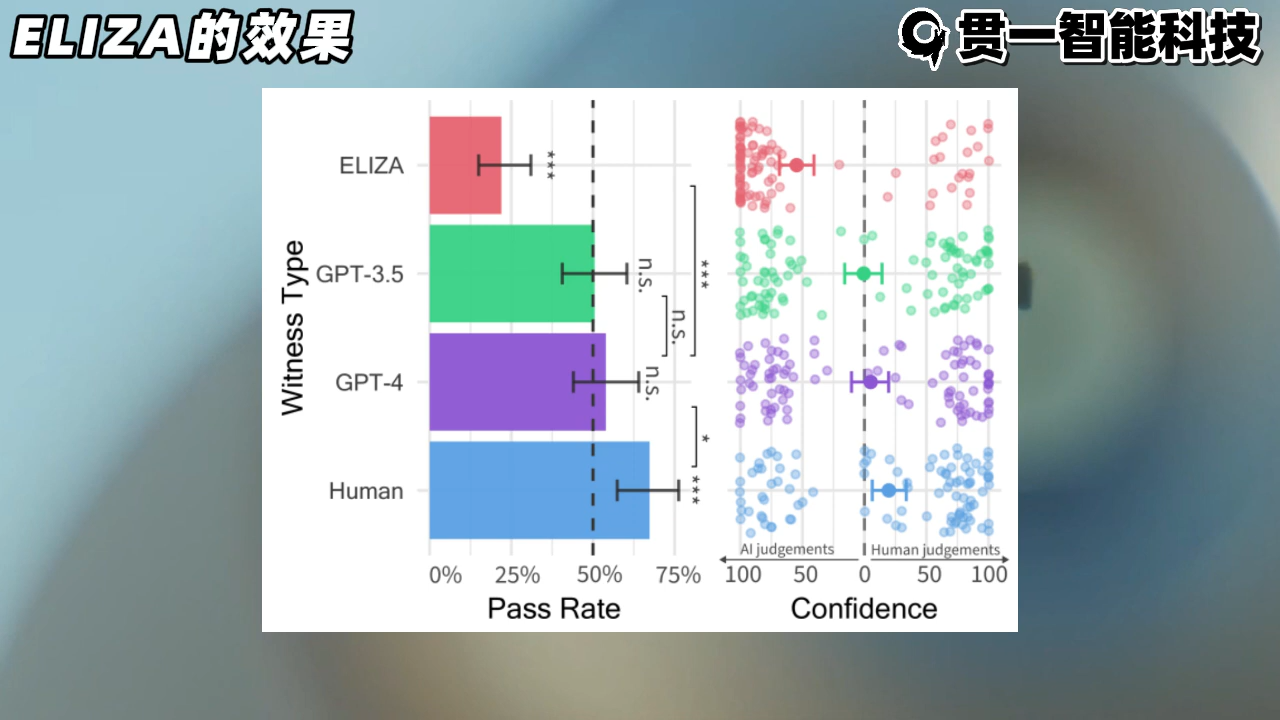 ELIZA的效果
贯一智能科技
Witness Type
ELIZA
GPT-3.5
GPT-4
Human
***
n.s.
n.s.
***
n.s.
*
***
0% 25% 50% 75%
Pass Rate
AI judgements
Human judgements
100 50 0 50 100
Confidence